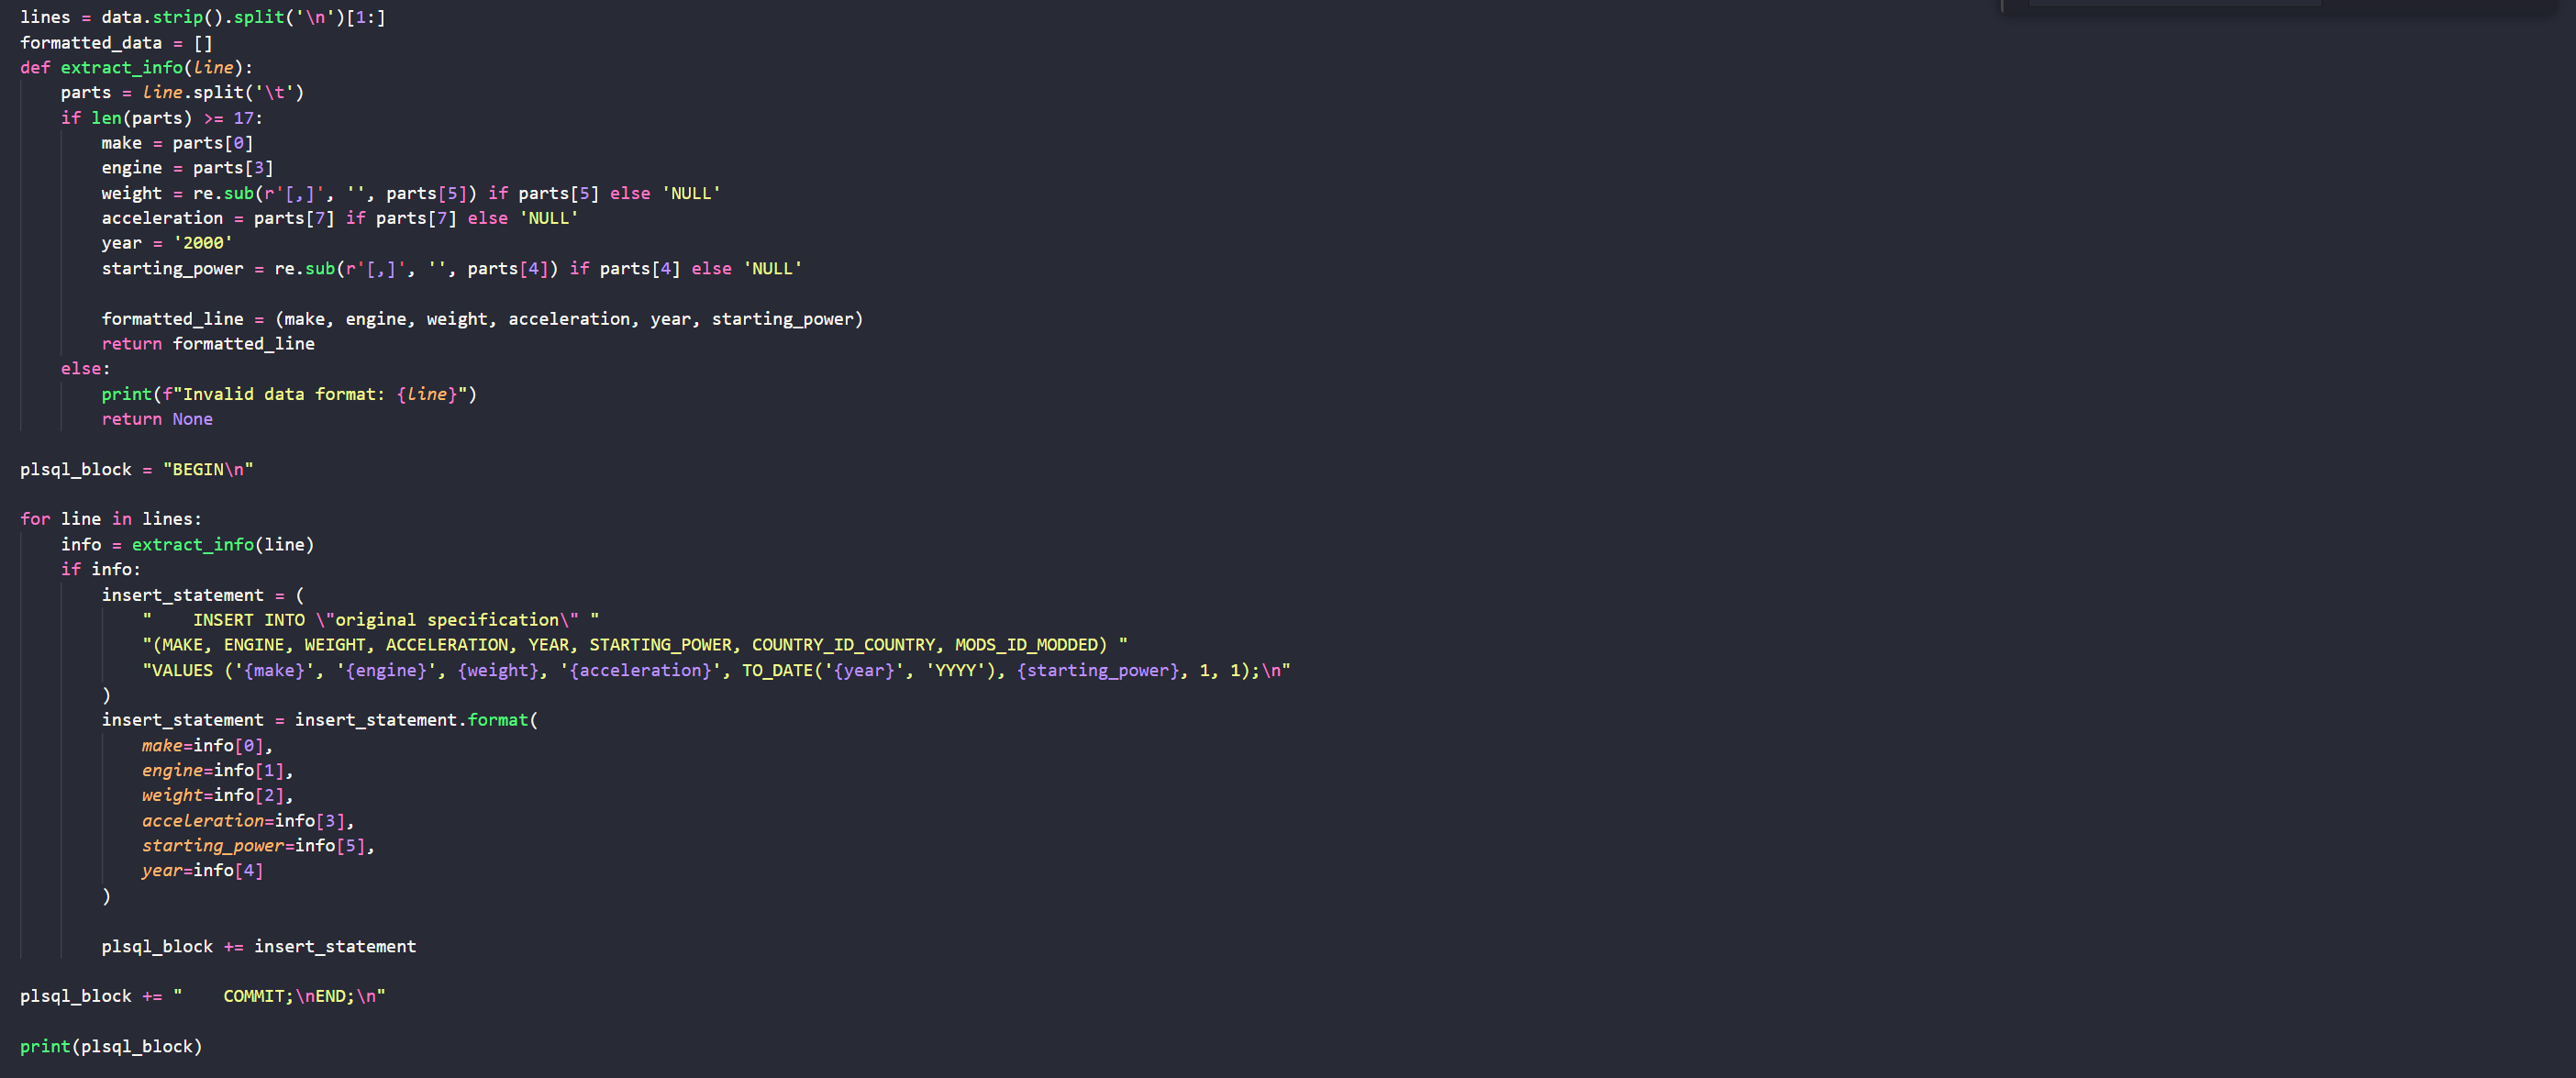 lines = data.strip().split('\n')[1:]
formatted_data = []
def extract_info(line):
    parts = line.split('\t')
    if len(parts) >= 17:
        make = parts[0]
        engine = parts[3]
        weight = re.sub(r'[,]', '', parts[5]) if parts[5] else 'NULL'
        acceleration = parts[7] if parts[7] else 'NULL'
        year = '2000'
        starting_power = re.sub(r'[,]', '', parts[4]) if parts[4] else 'NULL'

        formatted_line = (make, engine, weight, acceleration, year, starting_power)
        return formatted_line
    else:
        print(f"Invalid data format: {line}")
        return None

plsql_block = "BEGIN\n"

for line in lines:
    info = extract_info(line)
    if info:
        insert_statement = (
            "    INSERT INTO \"original specification\" "
            "(MAKE, ENGINE, WEIGHT, ACCELERATION, YEAR, STARTING_POWER, COUNTRY_ID_COUNTRY, MODS_ID_MODDED) "
            "VALUES ('{make}', '{engine}', {weight}, '{acceleration}', TO_DATE('{year}', 'YYYY'), {starting_power}, 1, 1);\n"
        )
        insert_statement = insert_statement.format(
            make=info[0],
            engine=info[1],
            weight=info[2],
            acceleration=info[3],
            starting_power=info[5],
            year=info[4]
        )

        plsql_block += insert_statement

plsql_block += "    COMMIT;\nEND;\n"

print(plsql_block)